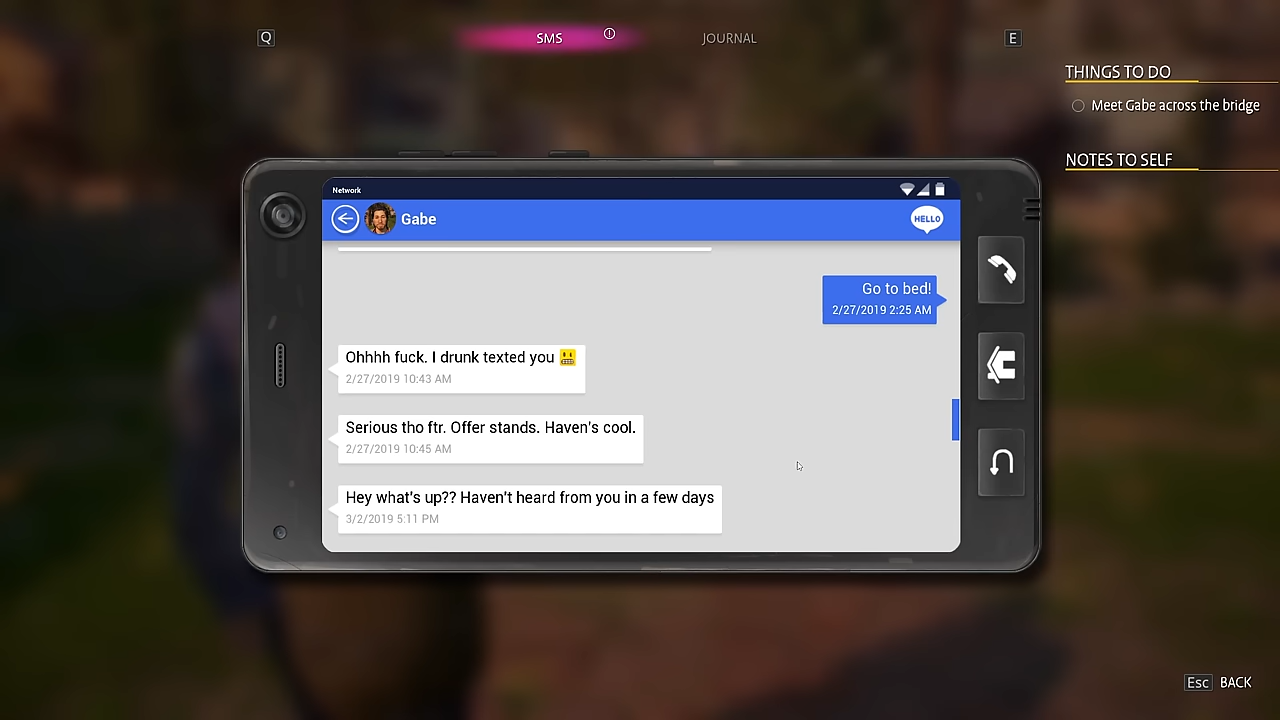 Q
SMS
JOURNAL
E
THINGS TO DO
Meet Gabe across the bridge
NOTES TO SELF
Network
Gabe
HELLO
Go to bed!
2/27/2019 2:25 AM
Ohhhh fuck. I drunk texted you 😬
2/27/2019 10:43 AM
Serious tho ftr. Offer stands. Haven's cool.
2/27/2019 10:45 AM
Hey what's up?? Haven't heard from you in a few days
3/2/2019 5:11 PM
Esc BACK